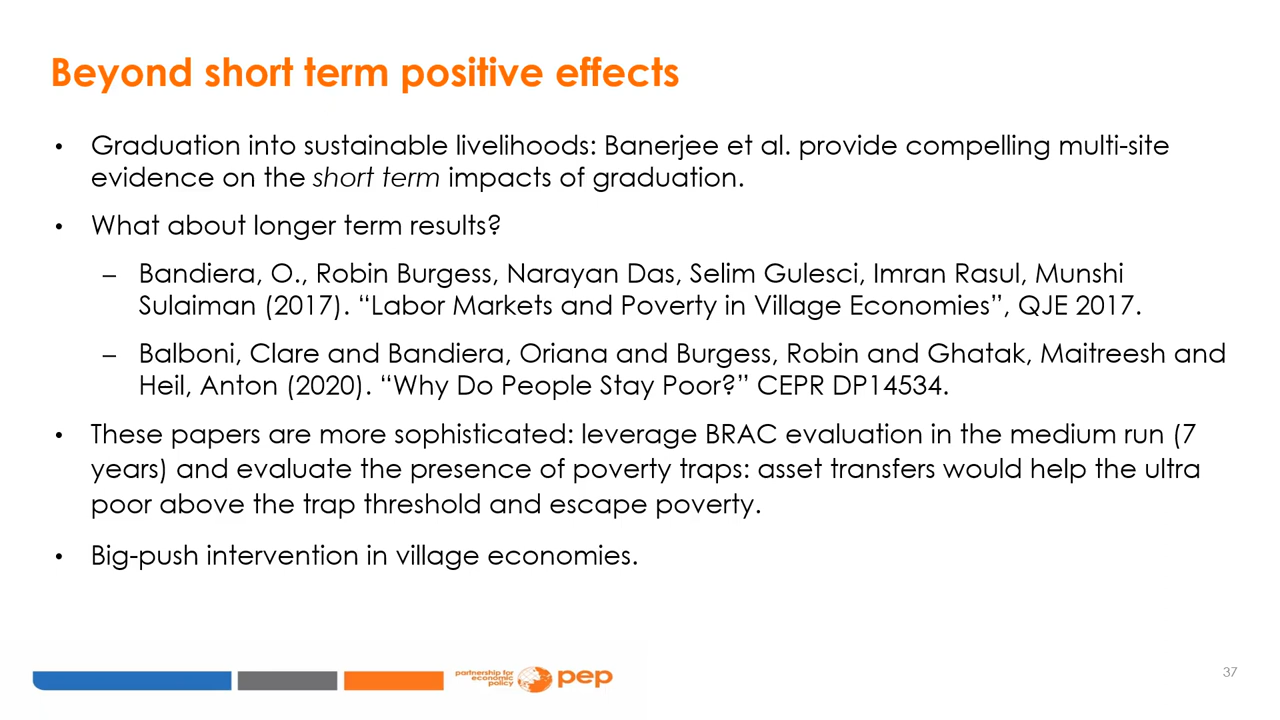 Beyond short term positive effects
• Graduation into sustainable livelihoods: Banerjee et al. provide compelling multi-site
evidence on the short term impacts of graduation.
• What about longer term results?
– Bandiera, O., Robin Burgess, Narayan Das, Selim Gulesci, Imran Rasul, Munshi
Sulaiman (2017). “Labor Markets and Poverty in Village Economies”, QJE 2017.
– Balboni, Clare and Bandiera, Oriana and Burgess, Robin and Ghatak, Maitreesh and
Heil, Anton (2020). “Why Do People Stay Poor?” CEPR DP14534.
• These papers are more sophisticated: leverage BRAC evaluation in the medium run (7
years) and evaluate the presence of poverty traps: asset transfers would help the ultra
poor above the trap threshold and escape poverty.
• Big-push intervention in village economies.
partnership for
economic
policy
pep
37